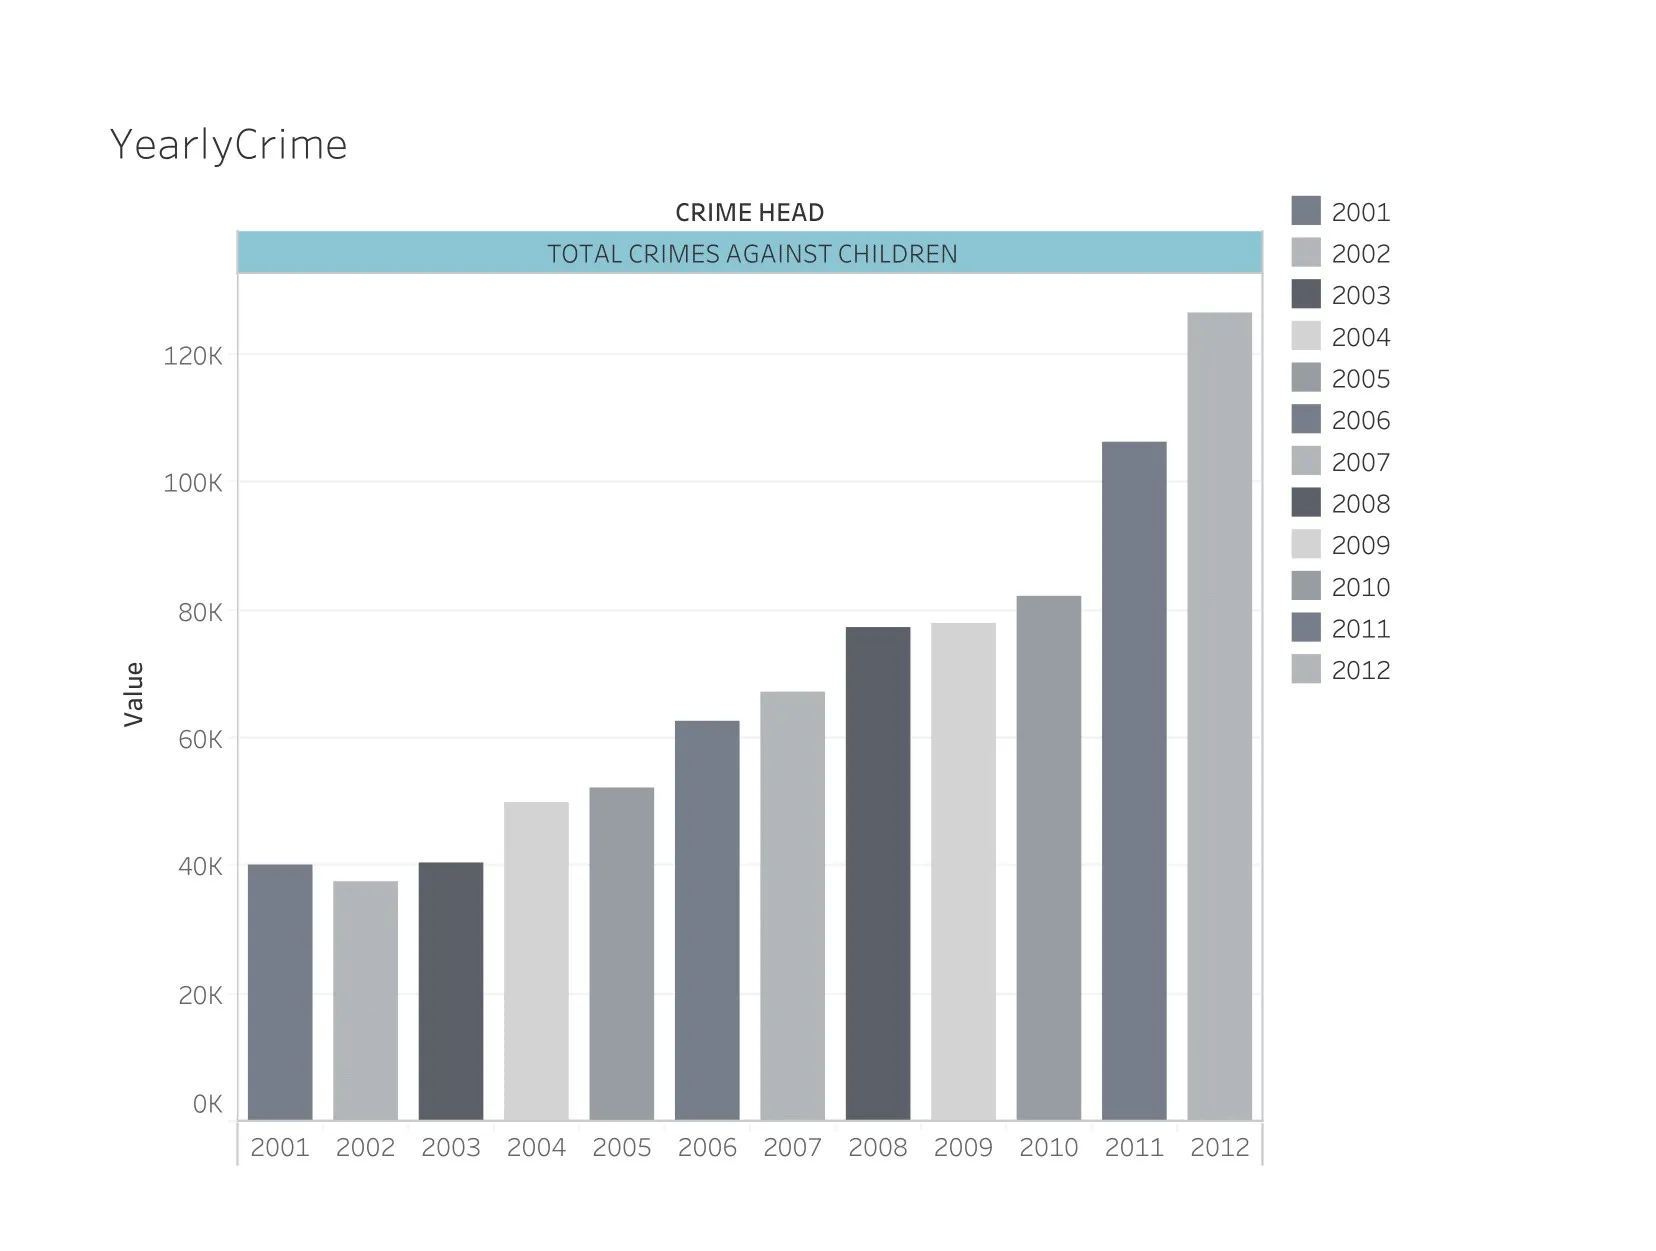 YearlyCrime
CRIME HEAD
TOTAL CRIMES AGAINST CHILDREN
Value
120K
100K
80K
60K
40K
20K
0K
2001 2002 2003 2004 2005 2006 2007 2008 2009 2010 2011 2012
2001
2002
2003
2004
2005
2006
2007
2008
2009
2010
2011
2012